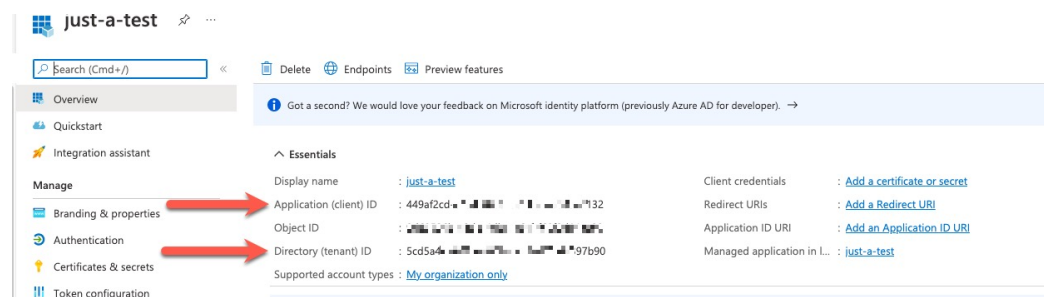 just-a-test ...
Search (Cmd+/) «
Delete Endpoints Preview features
Overview
Got a second? We would love your feedback on Microsoft identity platform (previously Azure AD for developer). →
Quickstart
Integration assistant
Essentials
Manage
Display name : just-a-test
Client credentials : Add a certificate or secret
Application (client) ID : 449af2cd- 132
Redirect URIs : Add a Redirect URI
Branding & properties
Object ID :
Application ID URI : Add an Application ID URI
Authentication
Directory (tenant) ID : 5cd5a4 -97b90
Managed application in l... : just-a-test
Certificates & secrets
Supported account types : My organization only
Token configuration